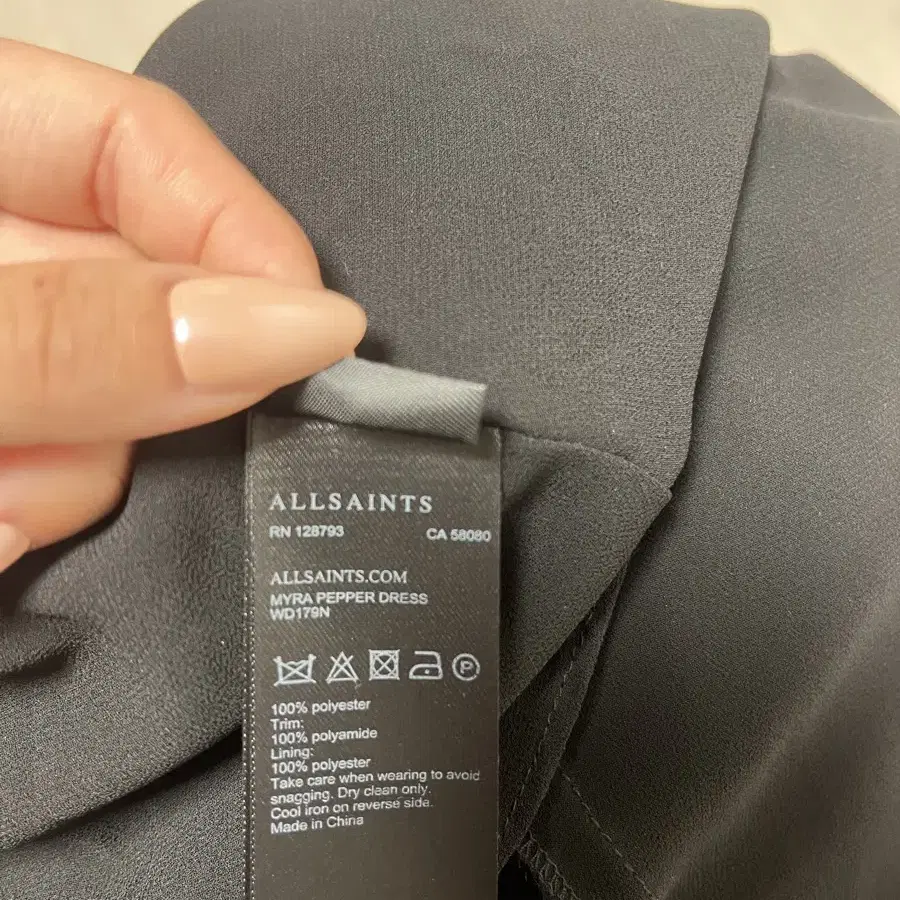 ALLSAINTS
RN 128793 CA 58080
ALLSAINTS.COM
MYRA PEPPER DRESS
WD179N
P
100% polyester
Trim:
100% polyamide
Lining:
100% polyester
Take care when wearing to avoid
snagging. Dry clean only.
Cool iron on reverse side.
Made in China